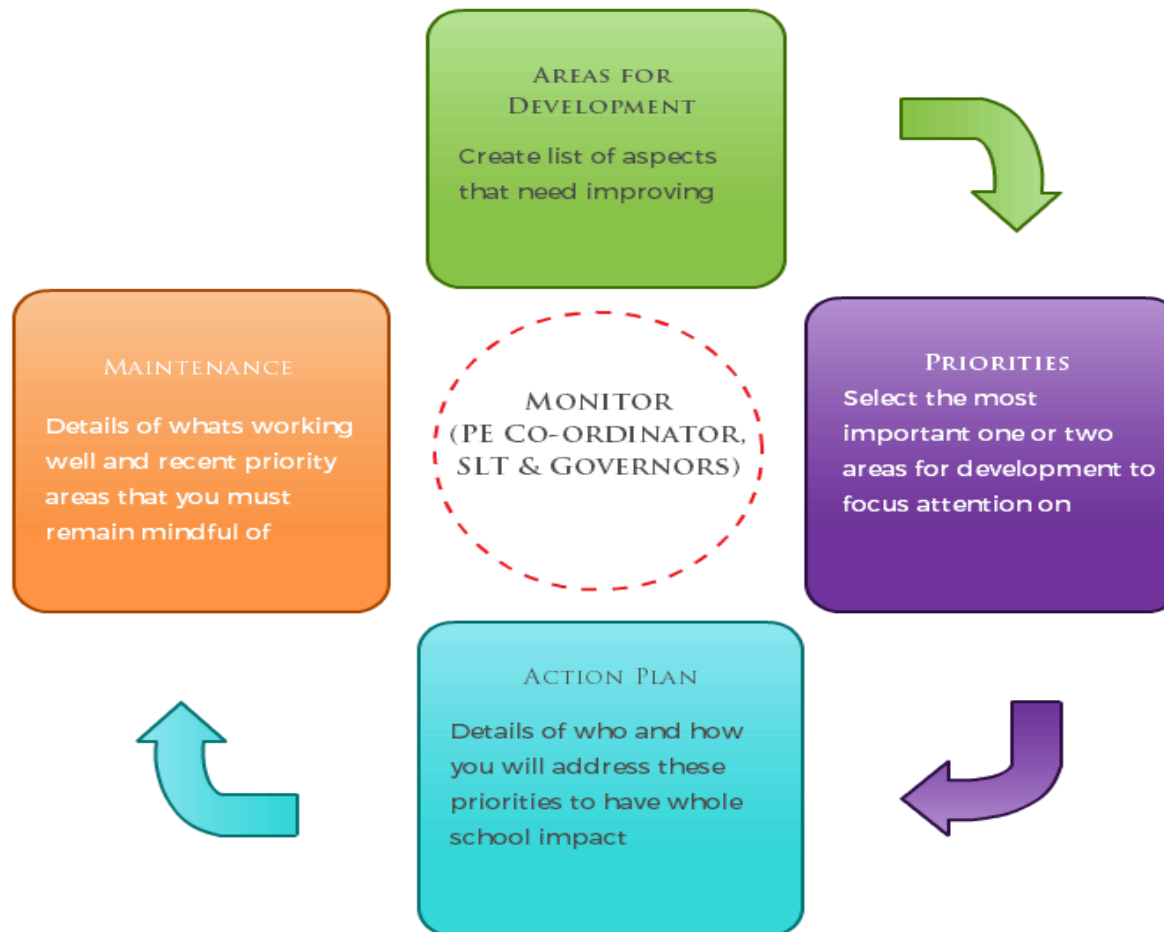 AREAS FOR
DEVELOPMENT
Create list of aspects
that need improving
PRIORITIES
Select the most
important one or two
areas for development to
focus attention on
ACTION PLAN
Details of who and how
you will address these
priorities to have whole
school impact
MAINTENANCE
Details of whats working
well and recent priority
areas that you must
remain mindful of
MONITOR
(PE CO-ORDINATOR,
SLT & GOVERNORS)